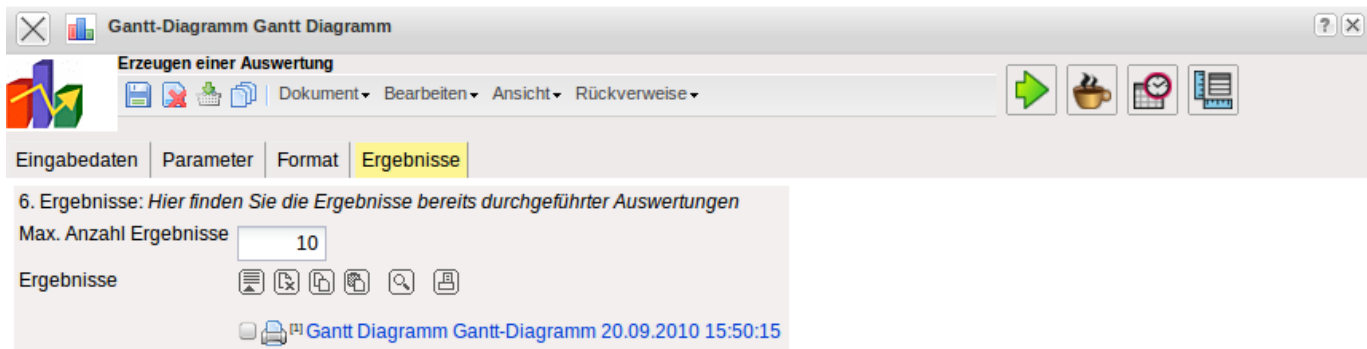 Gantt-Diagramm Gantt Diagramm
?
Erzeugen einer Auswertung
Dokument Bearbeiten Ansicht Rückverweise
Eingabedaten Parameter Format Ergebnisse
6. Ergebnisse: Hier finden Sie die Ergebnisse bereits durchgeführter Auswertungen
Max. Anzahl Ergebnisse 10
Ergebnisse
[1] Gantt Diagramm Gantt-Diagramm 20.09.2010 15:50:15